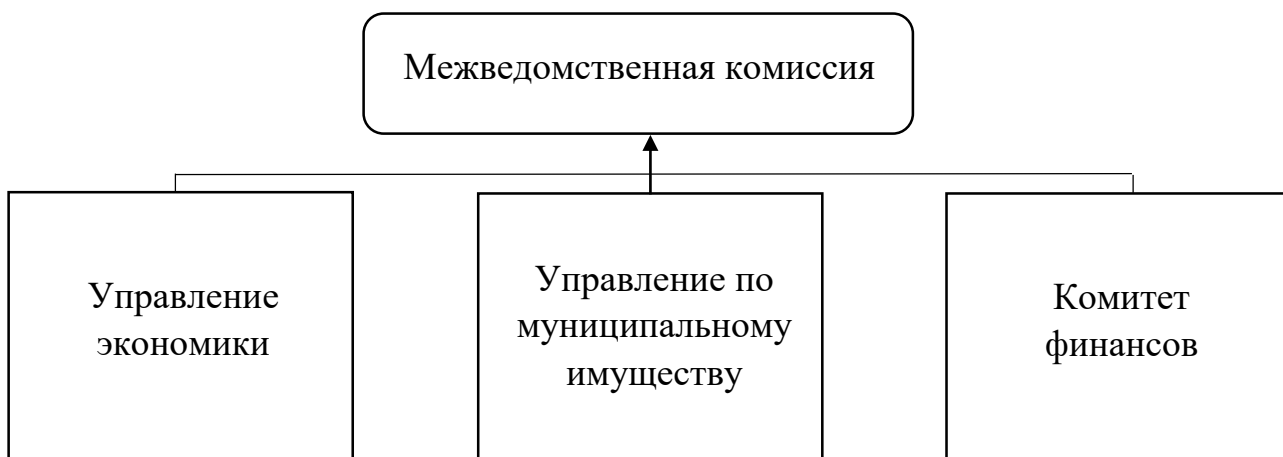 Межведомственная комиссия
Управление
экономики
Управление по
муниципальному
имуществу
Комитет
финансов